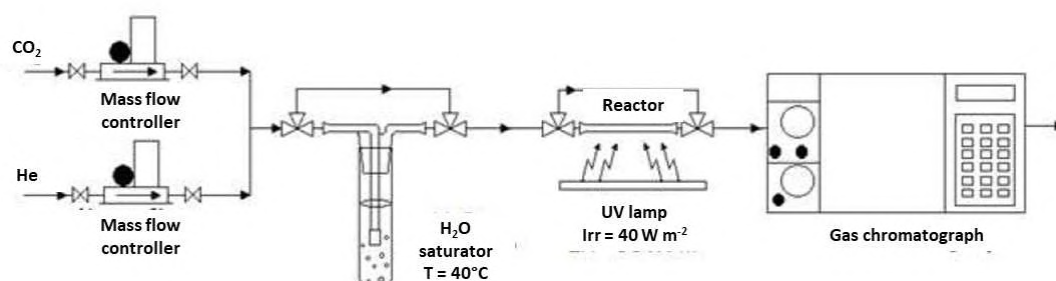 CO₂
Mass flow
controller
He
Mass flow
controller
H₂O
saturator
T = 40°C
Reactor
UV lamp
Irr = 40 W m⁻²
Gas chromatograph